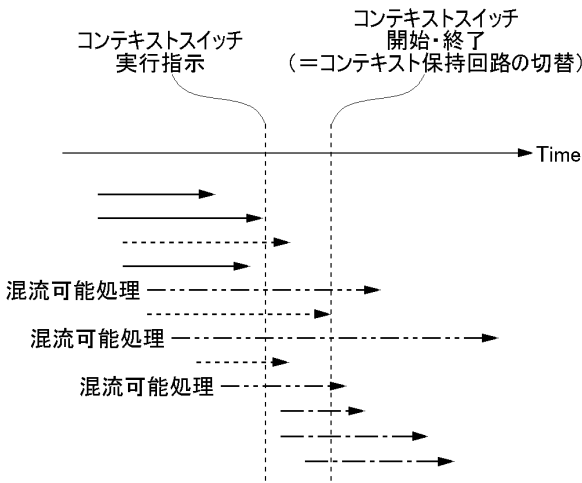 コンテキストスイッチ
実行指示
コンテキストスイッチ
開始・終了
(=コンテキスト保持回路の切替)
Time
混流可能処理
混流可能処理
混流可能処理